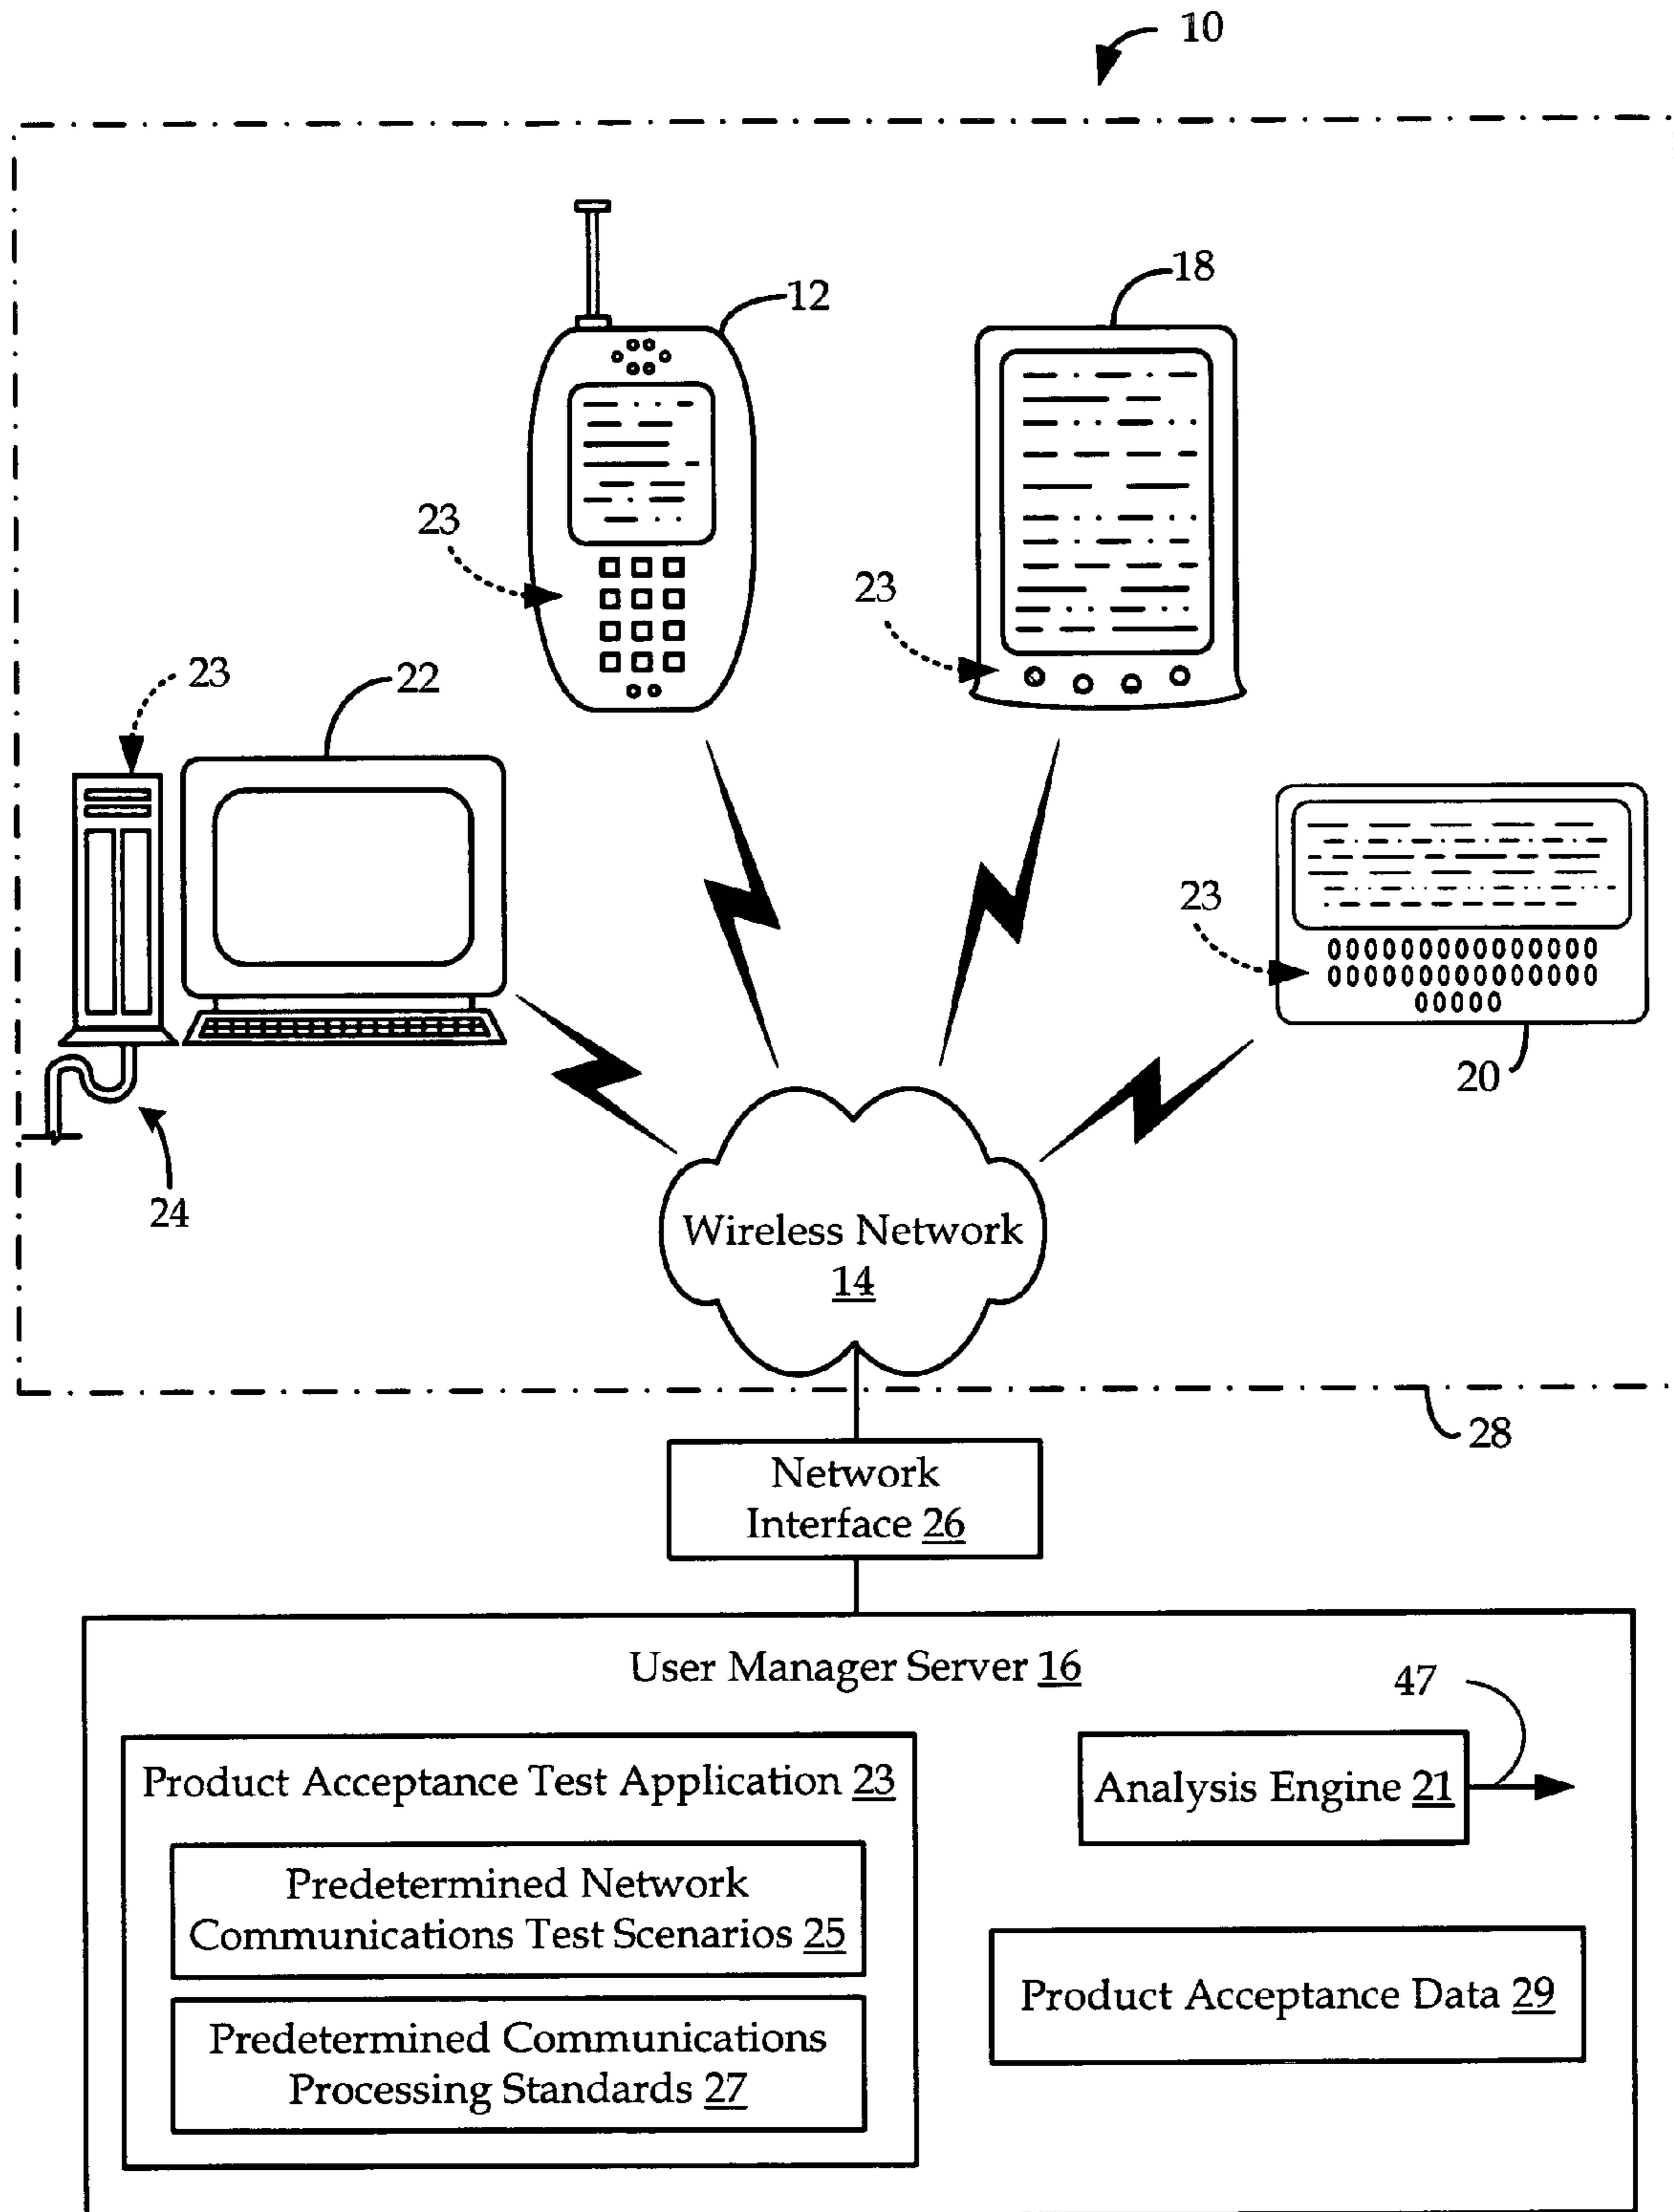 10
18
12
23
23
23
22
23
20
24
Wireless Network
14
28
Network
Interface 26
User Manager Server 16
47
Product Acceptance Test Application 23
Analysis Engine 21
Predetermined Network
Communications Test Scenarios 25
Product Acceptance Data 29
Predetermined Communications
Processing Standards 27